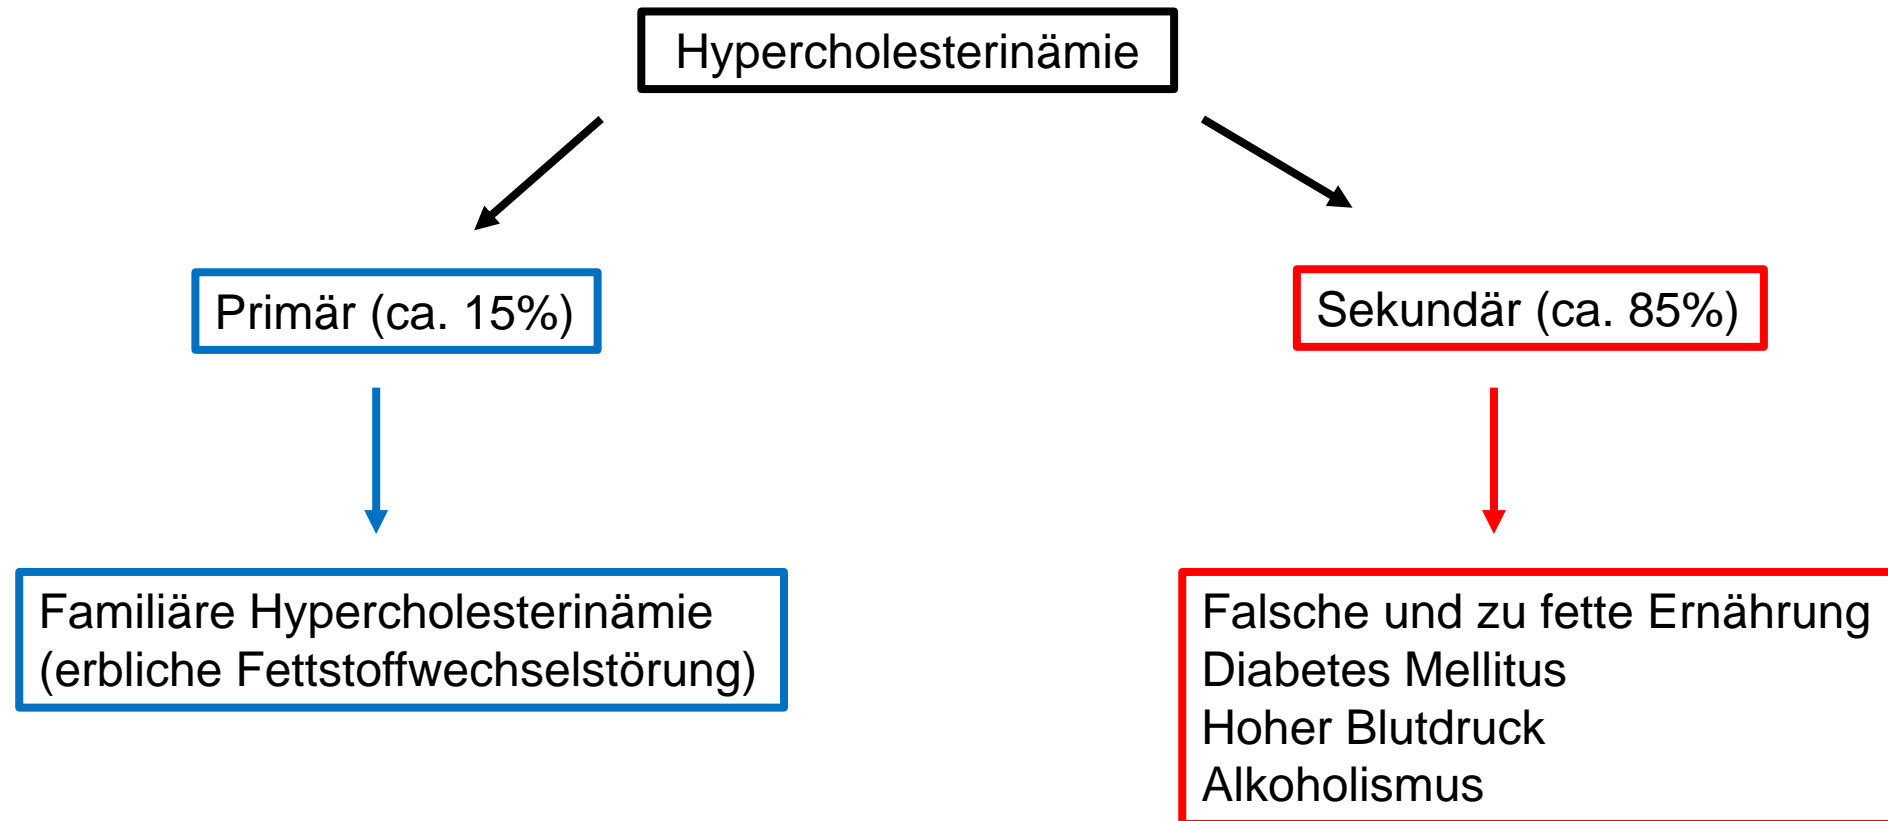 Hypercholesterinämie
Primär (ca. 15%)
Sekundär (ca. 85%)
Familiäre Hypercholesterinämie
(erbliche Fettstoffwechselstörung)
Falsche und zu fette Ernährung
Diabetes Mellitus
Hoher Blutdruck
Alkoholismus